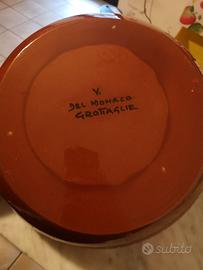 V.
DEL MONACO
GROTTAGLIE
subito